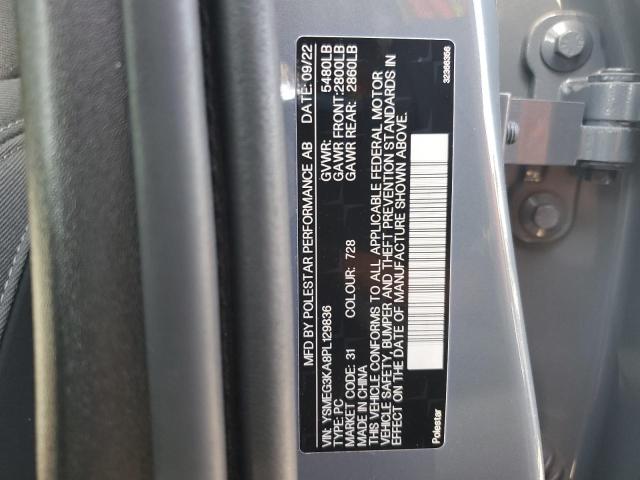 MFD BY POLESTAR PERFORMANCE AB DATE: 09/22
GVWR: 5480LB
GAWR FRONT: 2800LB
GAWR REAR: 2860LB
VIN: YSMEG3KA8PL129836
TYPE: PC
MARKET CODE: 31 COLOUR: 728
MADE IN CHINA
THIS VEHICLE CONFORMS TO ALL APPLICABLE FEDERAL MOTOR
VEHICLE SAFETY, BUMPER AND THEFT PREVENTION STANDARDS IN
EFFECT ON THE DATE OF MANUFACTURE SHOWN ABOVE.
Polestar
32366356